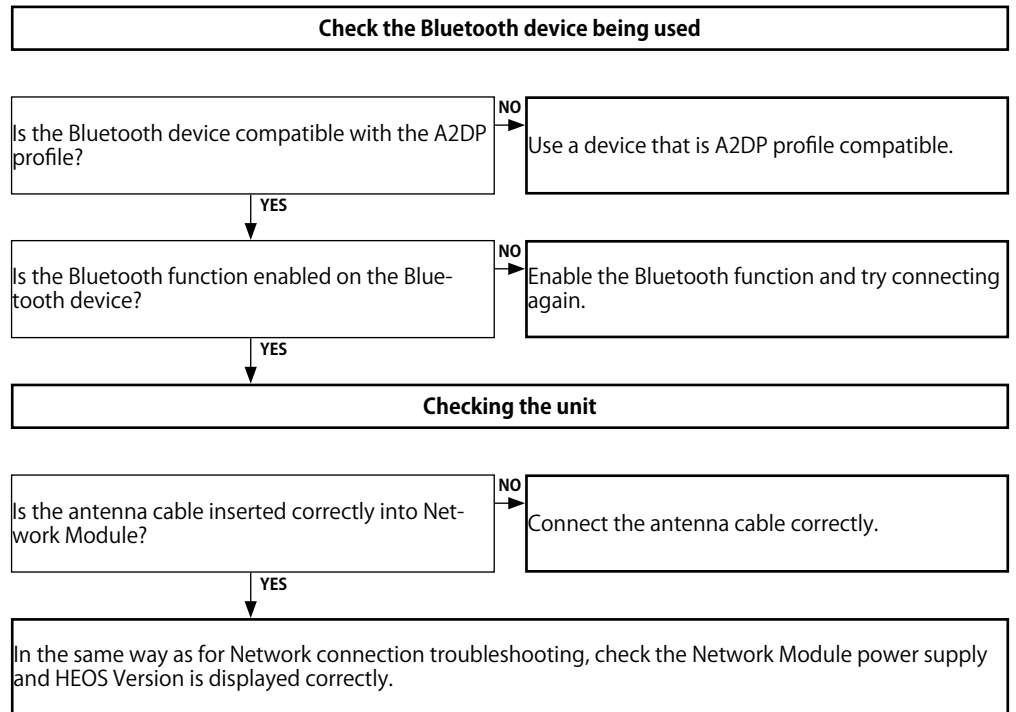 Check the Bluetooth device being used
Is the Bluetooth device compatible with the A2DP
profile?
NO
Use a device that is A2DP profile compatible.
YES
Is the Bluetooth function enabled on the Blue-
tooth device?
NO
Enable the Bluetooth function and try connecting
again.
YES
Checking the unit
Is the antenna cable inserted correctly into Net-
work Module?
NO
Connect the antenna cable correctly.
YES
In the same way as for Network connection troubleshooting, check the Network Module power supply
and HEOS Version is displayed correctly.